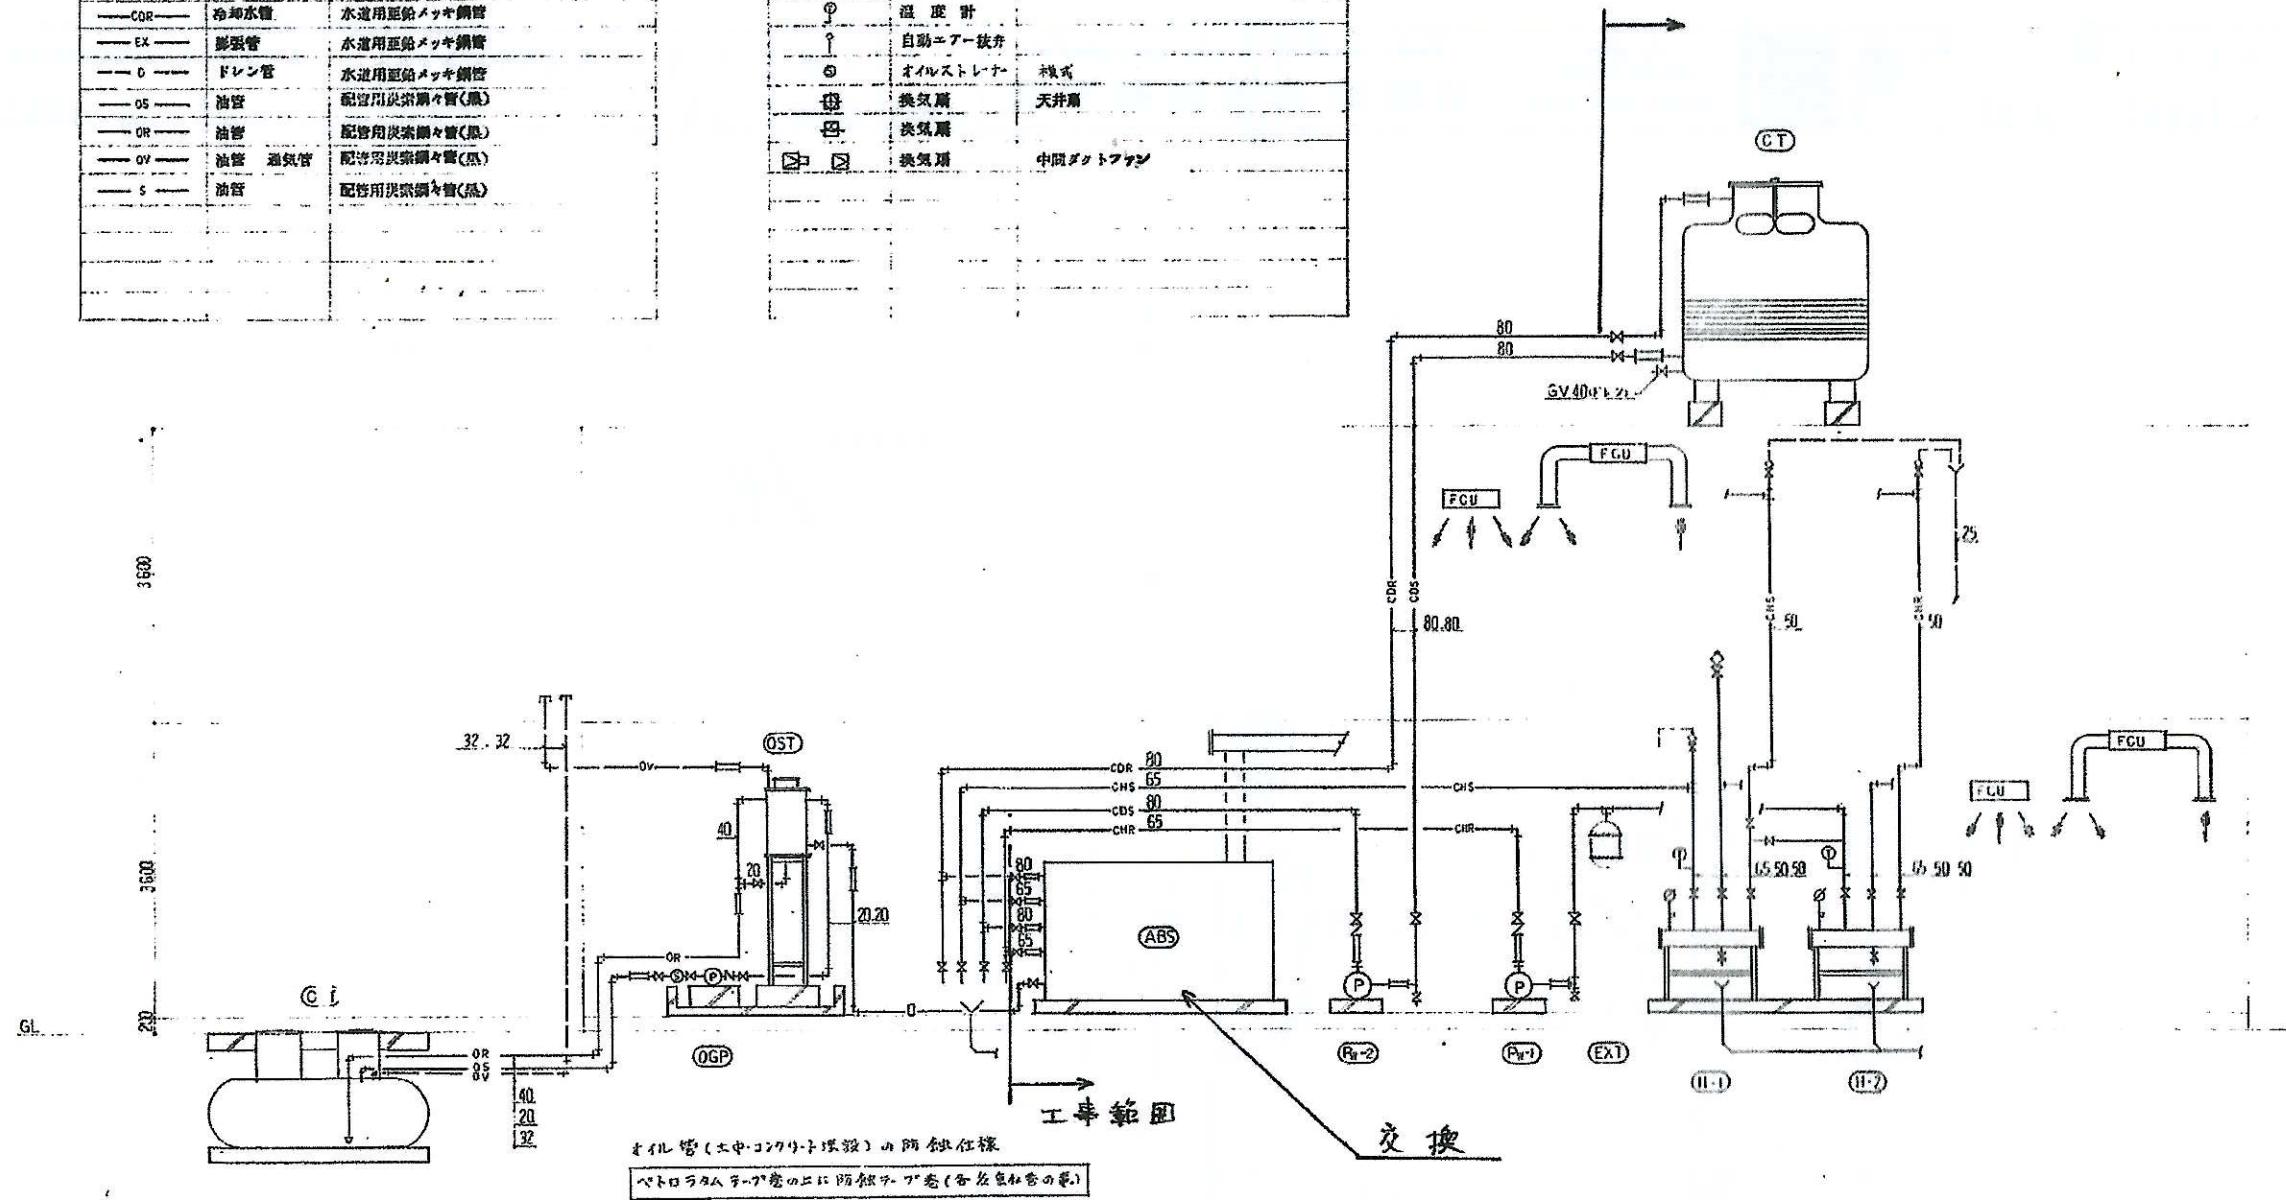 CDR 冷却水管 水道用亜鉛メッキ鋼管
EX 膨張管 水道用亜鉛メッキ鋼管
D ドレン管 水道用亜鉛メッキ鋼管
OS 油管 配管用炭素鋼々管(黒)
OR 油管 配管用炭素鋼々管(黒)
OV 油管 通気管 配管用炭素鋼々管(黒)
S 油管 配管用炭素鋼々管(黒)
温度計
自動エアー抜弁
オイルストレーナー
換気扇 天井扇
換気扇
換気扇 中間ダクトファン
CT
80
80
GV40(ドレン)
FCU
FCU
3600
CDR
CDS
80.80
CHS
50
CHR
50
25
32.32
OV
OST
40
20
20.20
CDR 80
CHS 65
CHS
CDS 80
CHR 65
CHR
80
65
80
65
ABS
FCU
FCU
T
T
65 50 50
65 50 50
3600
OR
S
P
P
P
GL
200
D
OGP
OR
OS
OV
40
20
32
PW-2
PW-1
EXT
H-1
H-2
工事範囲
交換
オイル管(土中・コンクリート埋設)の防蝕仕様
ペトロラタムテープ巻の上に防蝕テープ巻